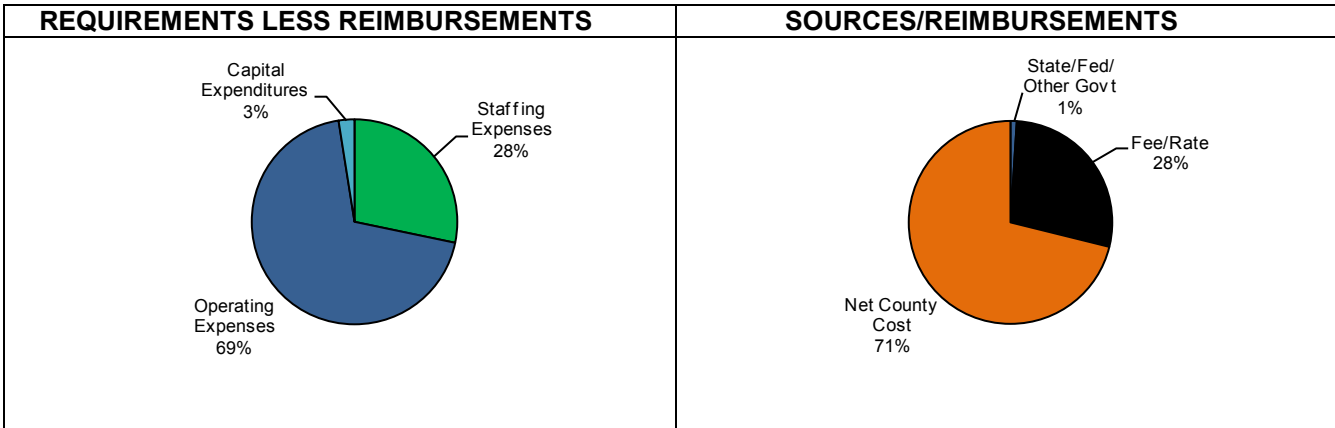 REQUIREMENTS LESS REIMBURSEMENTS
Capital
Expenditures
3%
Staffing
Expenses
28%
Operating
Expenses
69%
SOURCES/REIMBURSEMENTS
State/Fed/
Other Govt
1%
Fee/Rate
28%
Net County
Cost
71%